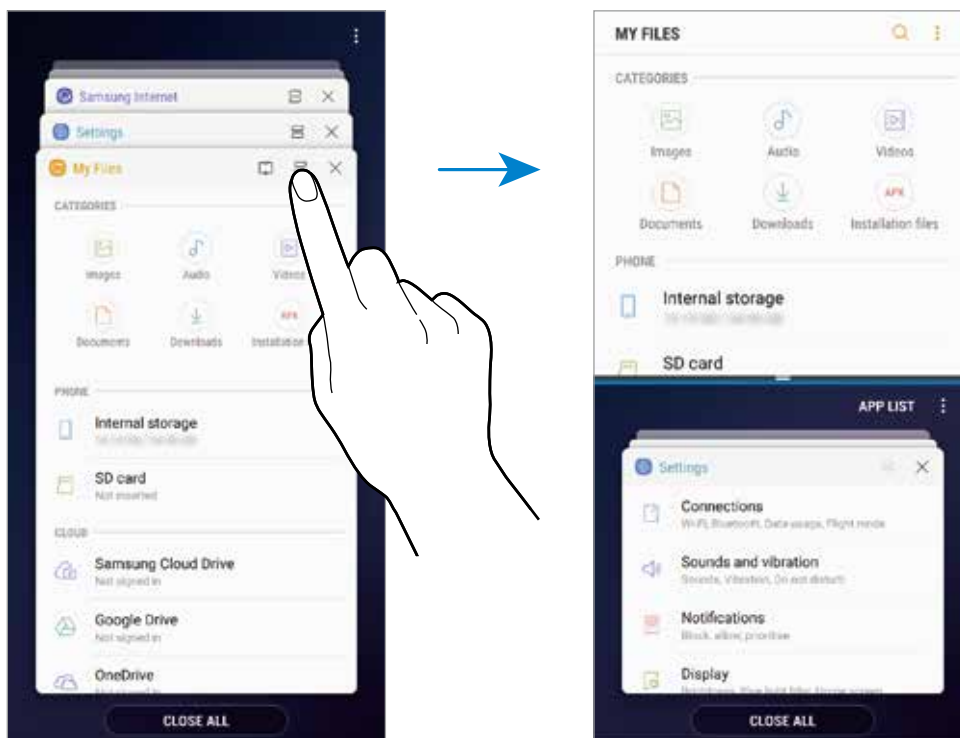 Samsung Internet
Settings
My Files
CATEGORIES
Images Audio Videos
Documents Downloads Installation
PHONE
Internal storage
SD card
Not inserted
CLOUD
Samsung Cloud Drive
Not signed in
Google Drive
Not signed in
OneDrive
CLOSE ALL
MY FILES
CATEGORIES
Images Audio Videos
APK
Documents Downloads Installation files
PHONE
Internal storage
SD card
APP LIST
Settings
Connections
Wi-Fi, Bluetooth, Data usage, Flight mode
Sounds and vibration
Sounds, Vibration, Do not disturb
Notifications
Block, allow, prioritise
Display
CLOSE ALL